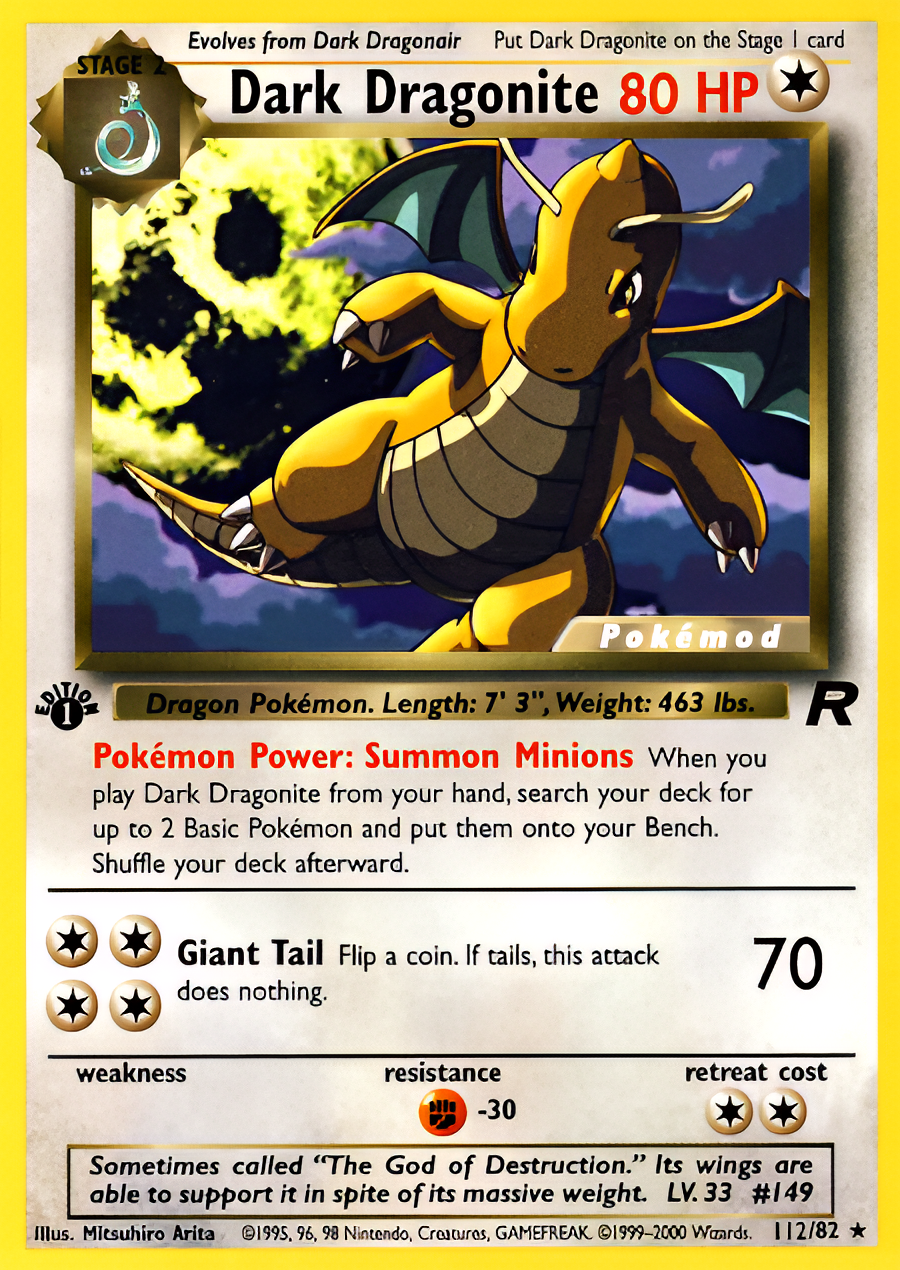 Evolves from Dark Dragonair Put Dark Dragonite on the Stage 1 card
STAGE 2
Dark Dragonite 80 HP
Pokémod
EDITION
1
Dragon Pokémon. Length: 7' 3", Weight: 463 lbs.
R
Pokémon Power: Summon Minions When you
play Dark Dragonite from your hand, search your deck for
up to 2 Basic Pokémon and put them onto your Bench.
Shuffle your deck afterward.
Giant Tail Flip a coin. If tails, this attack
does nothing.
70
weakness resistance retreat cost
-30
Sometimes called “The God of Destruction.” Its wings are
able to support it in spite of its massive weight. LV. 33 #149
Illus. Mitsuhiro Arita ©1995, 96, 98 Nintendo, Creatures, GAMEFREAK. ©1999–2000 Wizards. 112/82 ★